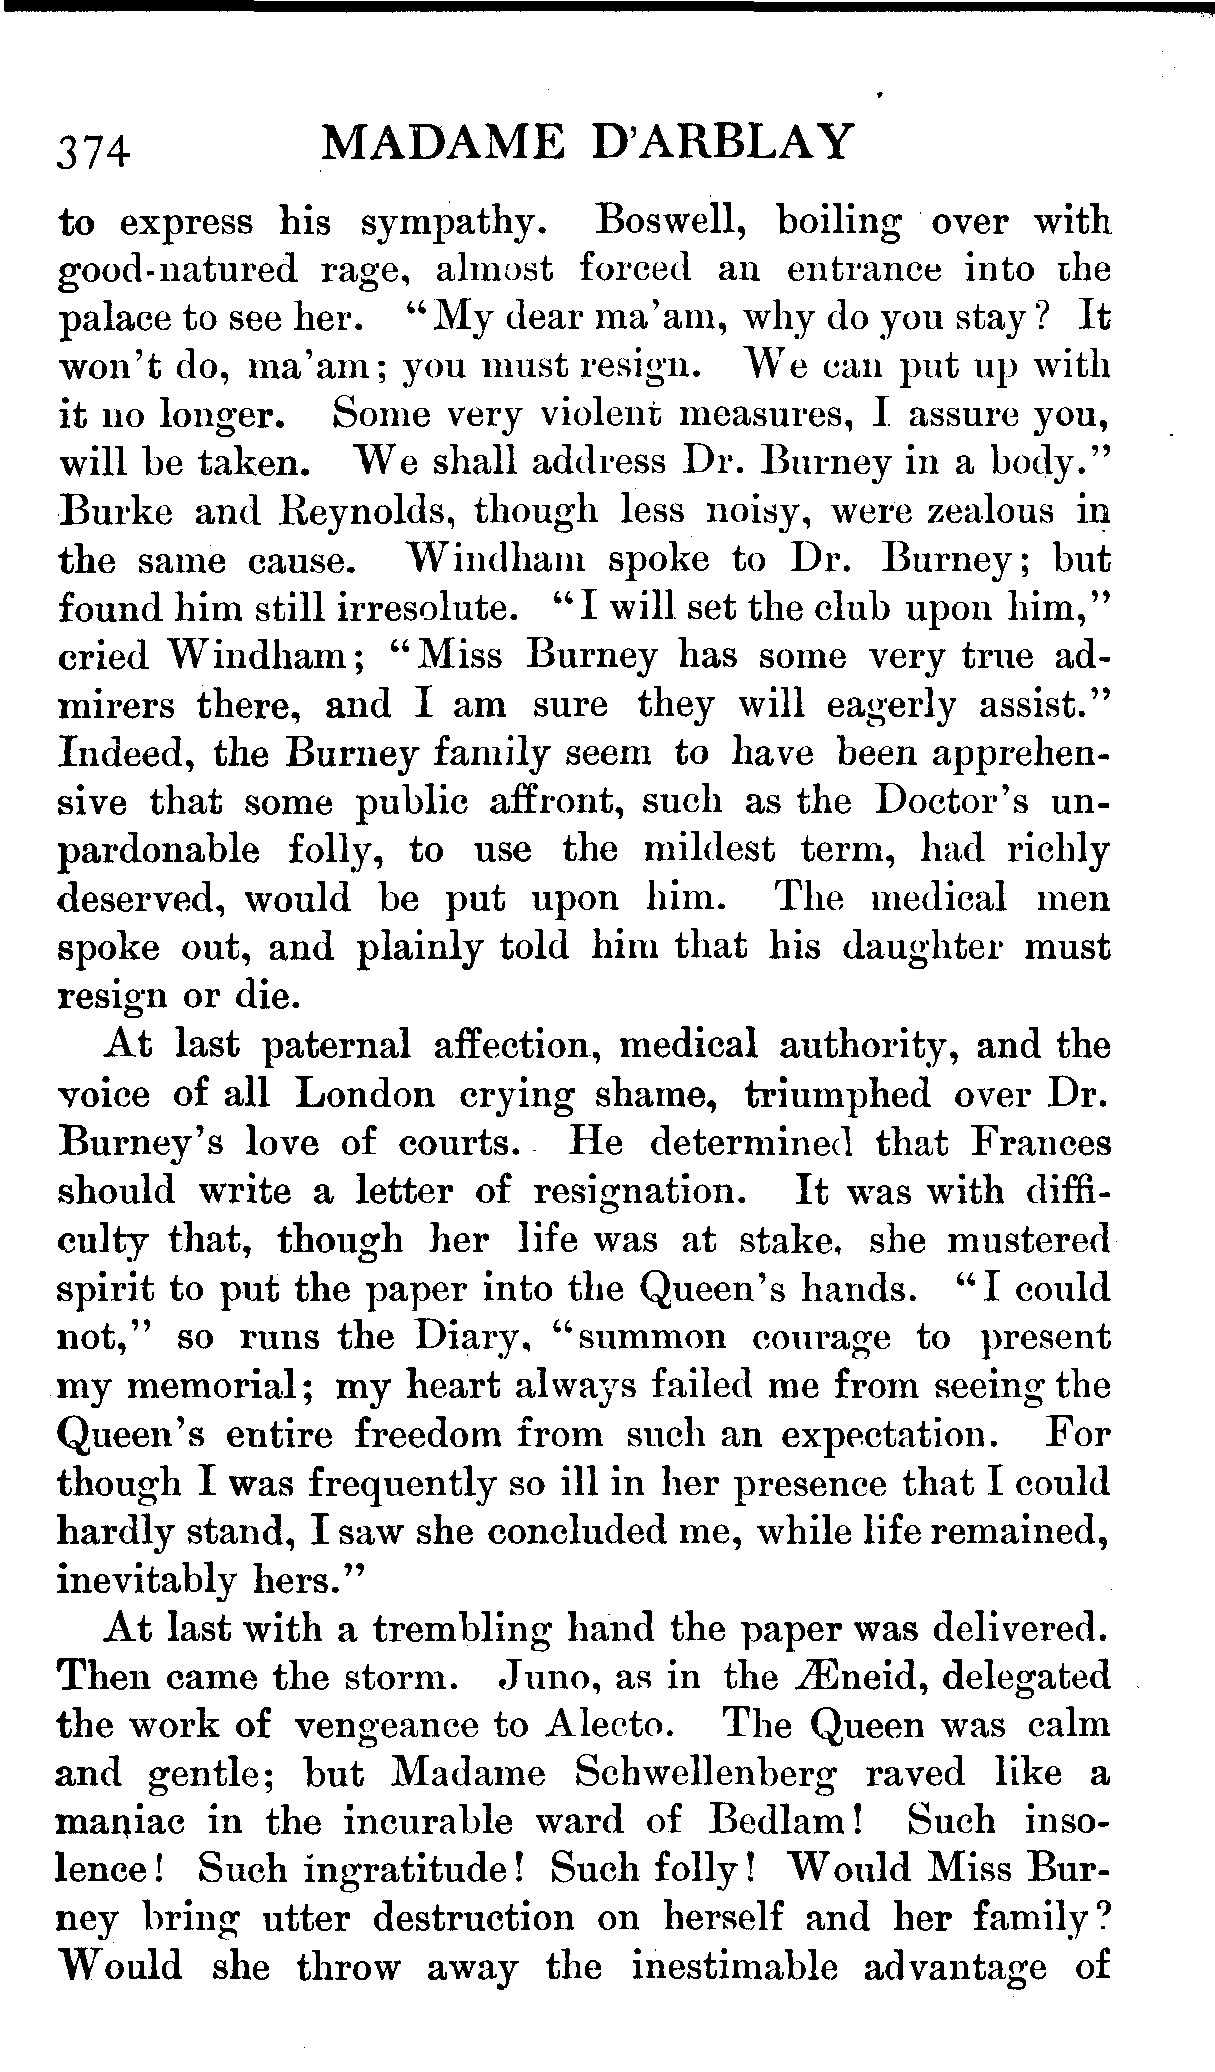 374 MADAME D'ARBLAY
to express his sympathy. Boswell, boiling over with
good-natured rage, almost forced an entrance into the
palace to see her. "My dear ma'am, why do you stay? It
won't do, ma'am; you must resign. We can put up with
it no longer. Some very violent measures, I assure you,
will be taken. We shall address Dr. Burney in a body."
Burke and Reynolds, though less noisy, were zealous in
the same cause. Windham spoke to Dr. Burney; but
found him still irresolute. "I will set the club upon him,"
cried Windham; "Miss Burney has some very true ad-
mirers there, and I am sure they will eagerly assist."
Indeed, the Burney family seem to have been apprehen-
sive that some public affront, such as the Doctor's un-
pardonable folly, to use the mildest term, had richly
deserved, would be put upon him. The medical men
spoke out, and plainly told him that his daughter must
resign or die.
At last paternal affection, medical authority, and the
voice of all London crying shame, triumphed over Dr.
Burney's love of courts. He determined that Frances
should write a letter of resignation. It was with diffi-
culty that, though her life was at stake, she mustered
spirit to put the paper into the Queen's hands. "I could
not," so runs the Diary, "summon courage to present
my memorial; my heart always failed me from seeing the
Queen's entire freedom from such an expectation. For
though I was frequently so ill in her presence that I could
hardly stand, I saw she concluded me, while life remained,
inevitably hers."
At last with a trembling hand the paper was delivered.
Then came the storm. Juno, as in the Æneid, delegated
the work of vengeance to Alecto. The Queen was calm
and gentle; but Madame Schwellenberg raved like a
maniac in the incurable ward of Bedlam! Such inso-
lence! Such ingratitude! Such folly! Would Miss Bur-
ney bring utter destruction on herself and her family?
Would she throw away the inestimable advantage of